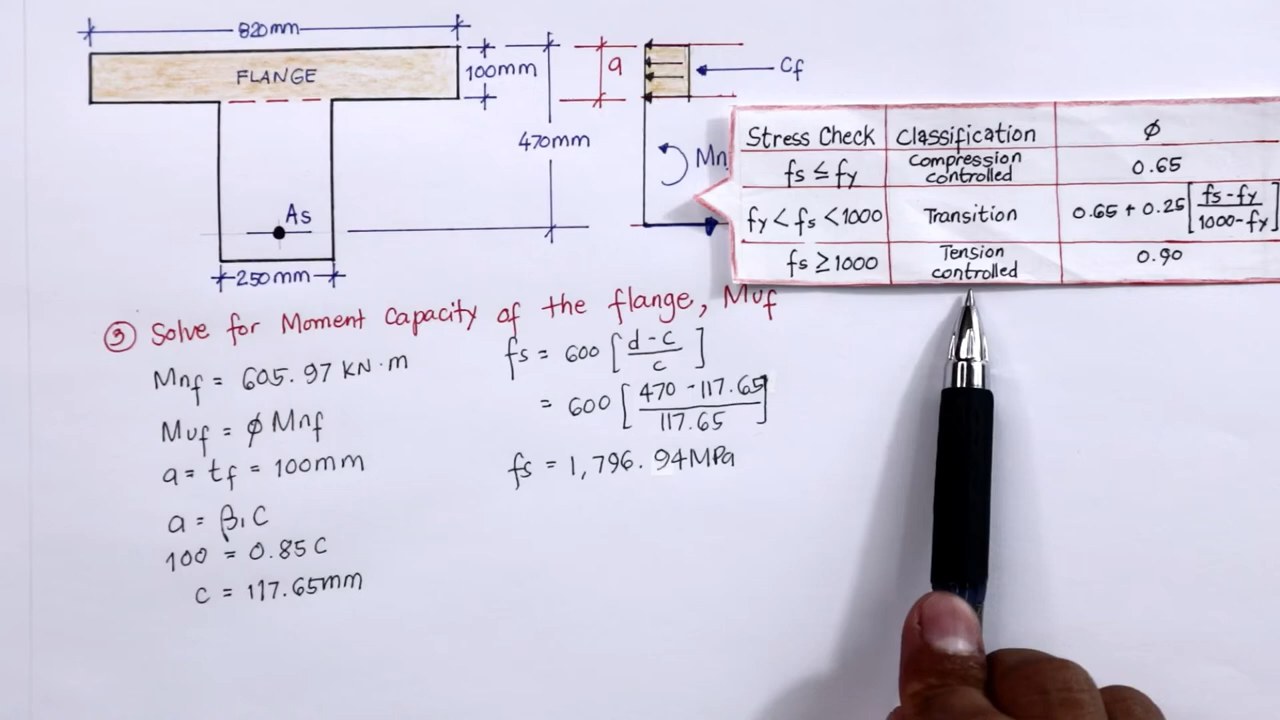 820mm
FLANGE
100mm
a
Cf
470mm
Mn
As
250mm
Stress Check Classification ϕ
fs ≤ fy Compression controlled 0.65
fy < fs < 1000 Transition 0.65 + 0.25 [fs - fy / 1000 - fy]
fs ≥ 1000 Tension controlled 0.90
③ Solve for Moment Capacity of the flange, Muf
Mnf = 605.97 KN·m
Muf = ϕ Mnf
a = tf = 100mm
a = β₁ C
100 = 0.85 C
C = 117.65mm
fs = 600 [d - C / C]
= 600 [470 - 117.65 / 117.65]
fs = 1,796.94MPa